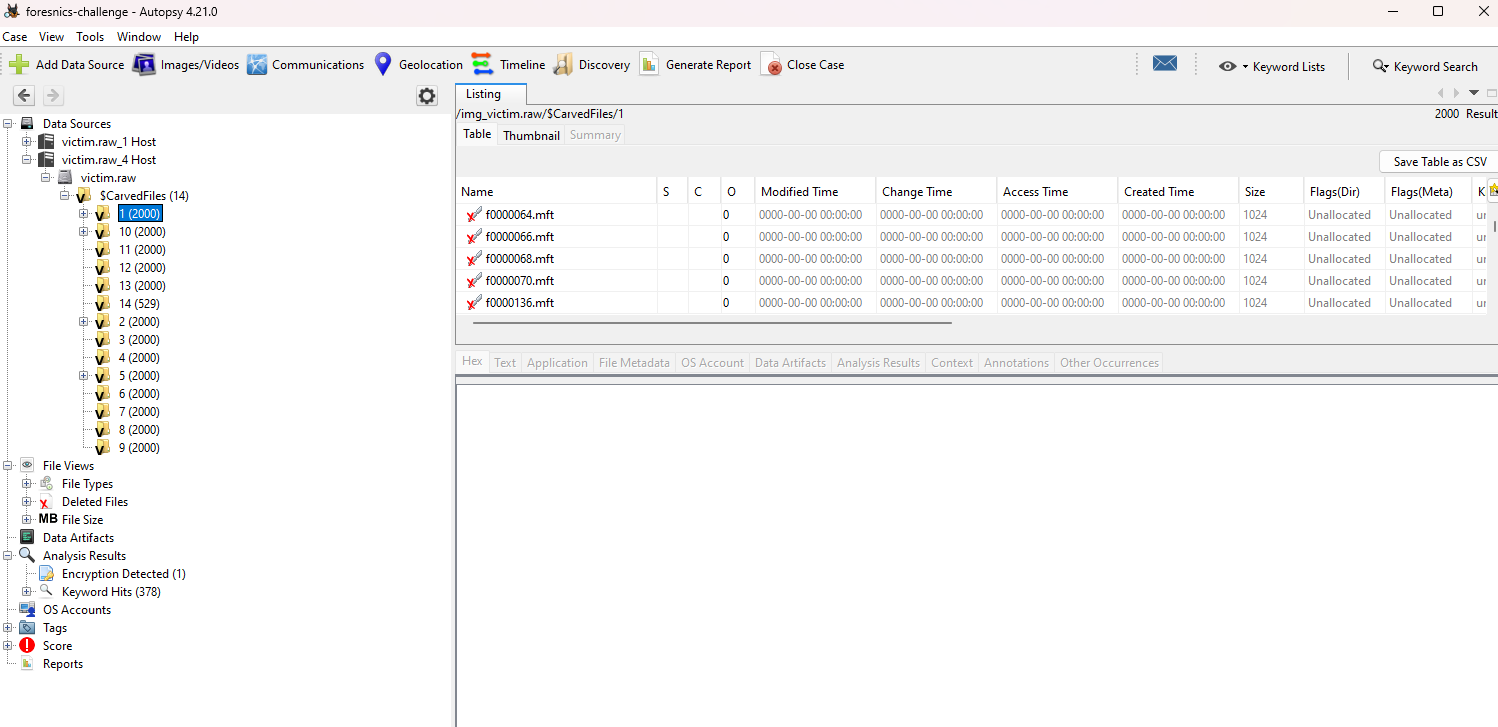 foresnics-challenge - Autopsy 4.21.0
Case View Tools Window Help
Add Data Source Images/Videos Communications Geolocation Timeline Discovery Generate Report Close Case Keyword Lists Keyword Search
Data Sources
victim.raw_1 Host
victim.raw_4 Host
victim.raw
$CarvedFiles (14)
1 (2000)
10 (2000)
11 (2000)
12 (2000)
13 (2000)
14 (529)
2 (2000)
3 (2000)
4 (2000)
5 (2000)
6 (2000)
7 (2000)
8 (2000)
9 (2000)
File Views
File Types
Deleted Files
MB File Size
Data Artifacts
Analysis Results
Encryption Detected (1)
Keyword Hits (378)
OS Accounts
Tags
Score
Reports
Listing
/img_victim.raw/$CarvedFiles/1 2000 Result
Table Thumbnail Summary
Save Table as CSV
Name S C O Modified Time Change Time Access Time Created Time Size Flags(Dir) Flags(Meta) K
f0000064.mft 0 0000-00-00 00:00:00 0000-00-00 00:00:00 0000-00-00 00:00:00 0000-00-00 00:00:00 1024 Unallocated Unallocated ur
f0000066.mft 0 0000-00-00 00:00:00 0000-00-00 00:00:00 0000-00-00 00:00:00 0000-00-00 00:00:00 1024 Unallocated Unallocated ur
f0000068.mft 0 0000-00-00 00:00:00 0000-00-00 00:00:00 0000-00-00 00:00:00 0000-00-00 00:00:00 1024 Unallocated Unallocated ur
f0000070.mft 0 0000-00-00 00:00:00 0000-00-00 00:00:00 0000-00-00 00:00:00 0000-00-00 00:00:00 1024 Unallocated Unallocated ur
f0000136.mft 0 0000-00-00 00:00:00 0000-00-00 00:00:00 0000-00-00 00:00:00 0000-00-00 00:00:00 1024 Unallocated Unallocated ur
Hex Text Application File Metadata OS Account Data Artifacts Analysis Results Context Annotations Other Occurrences